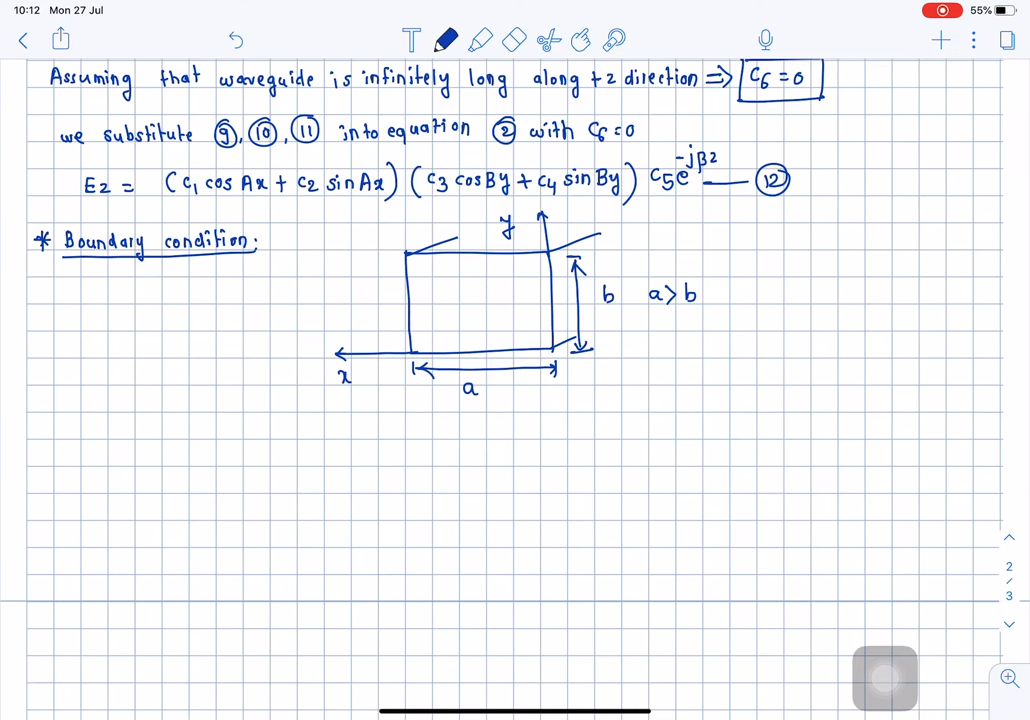 10:12 Mon 27 Jul
55%
Assuming that waveguide is infinitely long along +z direction ⇒ C₆ = 0
we substitute ⑨, ⑩, ⑪ into equation ② with C₆ = 0
Ez = (c₁ cos Ax + c₂ sin Ax) (c₃ cos By + c₄ sin By) c₅e^(-jβz) —— ⑫
* Boundary condition:
y
b a > b
x
a
2
/
3